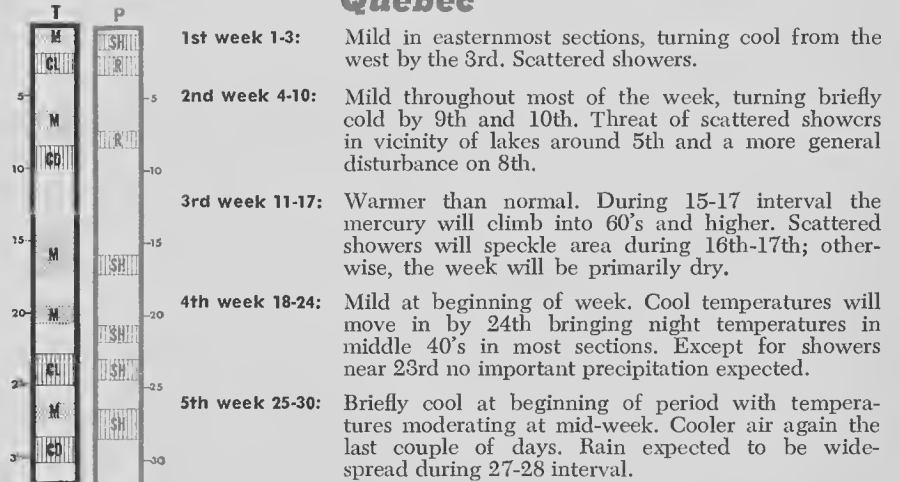 Quebec
T P
M SH
CL R
5 5
M
R
CD
10 10
15 15
M
SH
M
20 20
SH
CL SH
25
M
SH
CD
30
1st week 1-3: Mild in easternmost sections, turning cool from the
west by the 3rd. Scattered showers.
2nd week 4-10: Mild throughout most of the week, turning briefly
cold by 9th and 10th. Threat of scattered showers
in vicinity of lakes around 5th and a more general
disturbance on 8th.
3rd week 11-17: Warmer than normal. During 15-17 interval the
mercury will climb into 60's and higher. Scattered
showers will speckle area during 16th-17th; other-
wise, the week will be primarily dry.
4th week 18-24: Mild at beginning of week. Cool temperatures will
move in by 24th bringing night temperatures in
middle 40's in most sections. Except for showers
near 23rd no important precipitation expected.
5th week 25-30: Briefly cool at beginning of period with tempera-
tures moderating at mid-week. Cooler air again the
last couple of days. Rain expected to be wide-
spread during 27-28 interval.